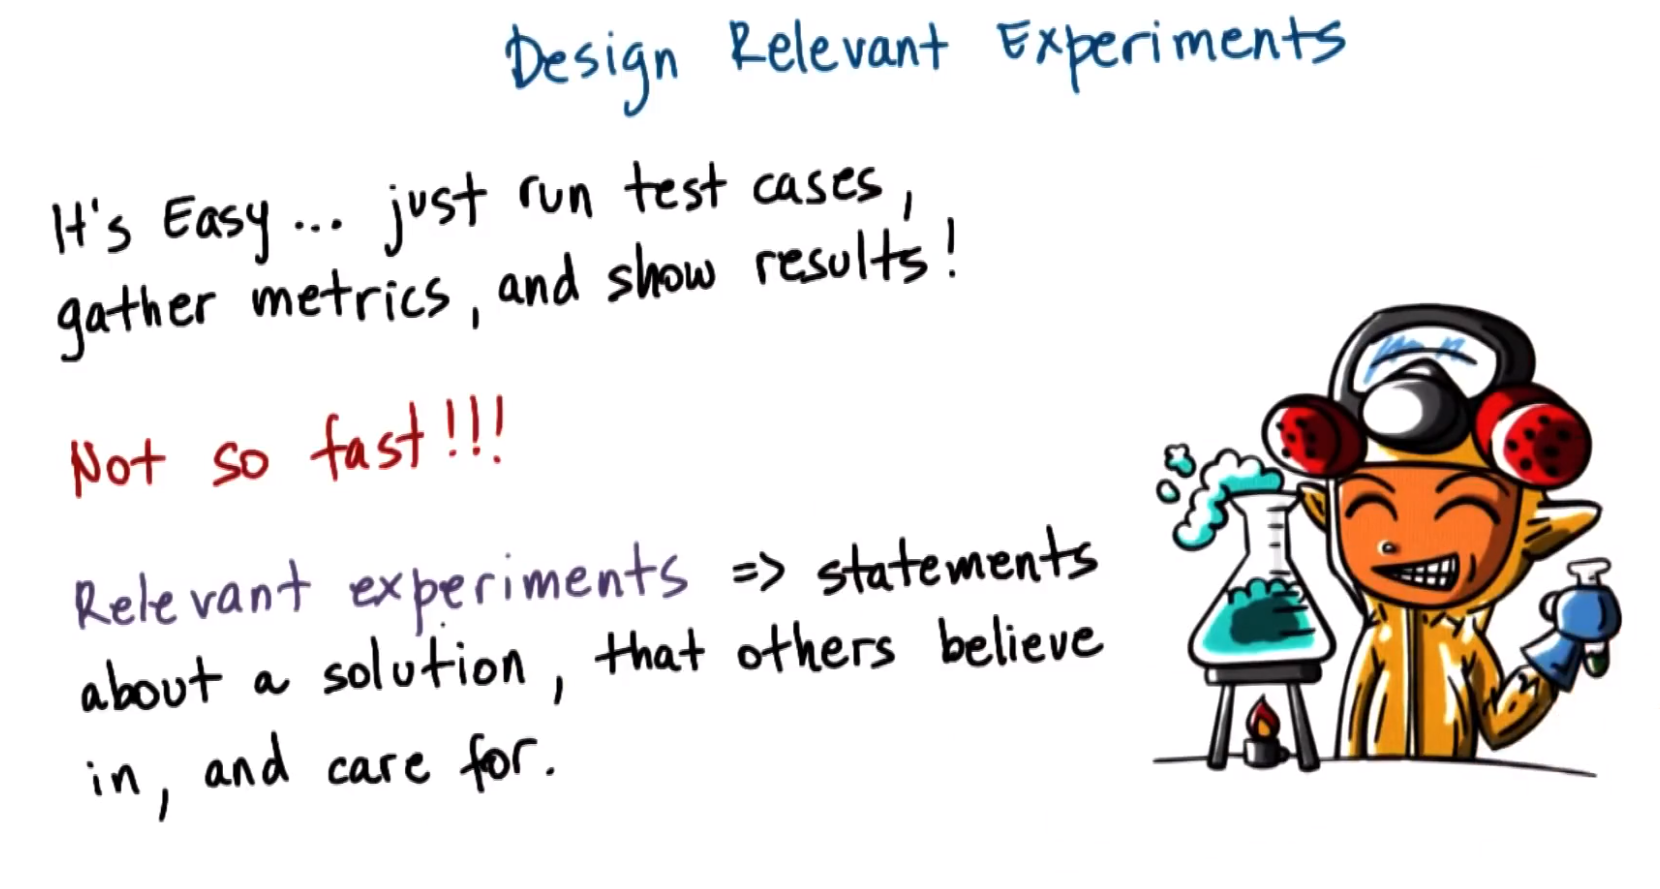 Design Relevant Experiments
It's Easy... just run test cases,
gather metrics, and show results!
Not so fast!!!
Relevant experiments => statements
about a solution, that others believe
in, and care for.